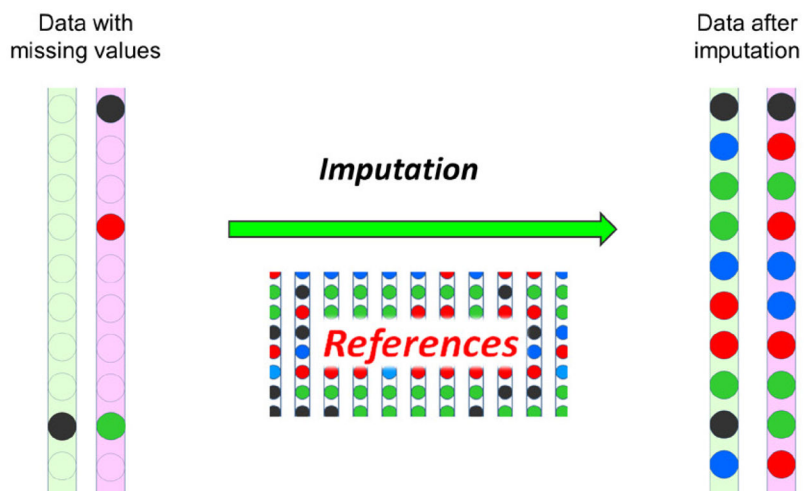 Data with
missing values
Data after
imputation
Imputation
References